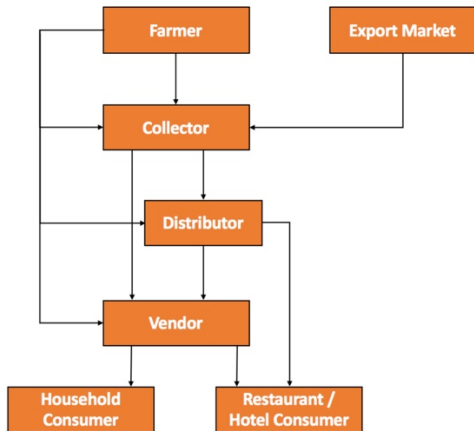 Farmer
Export Market
Collector
Distributor
Vendor
Household
Consumer
Restaurant /
Hotel Consumer